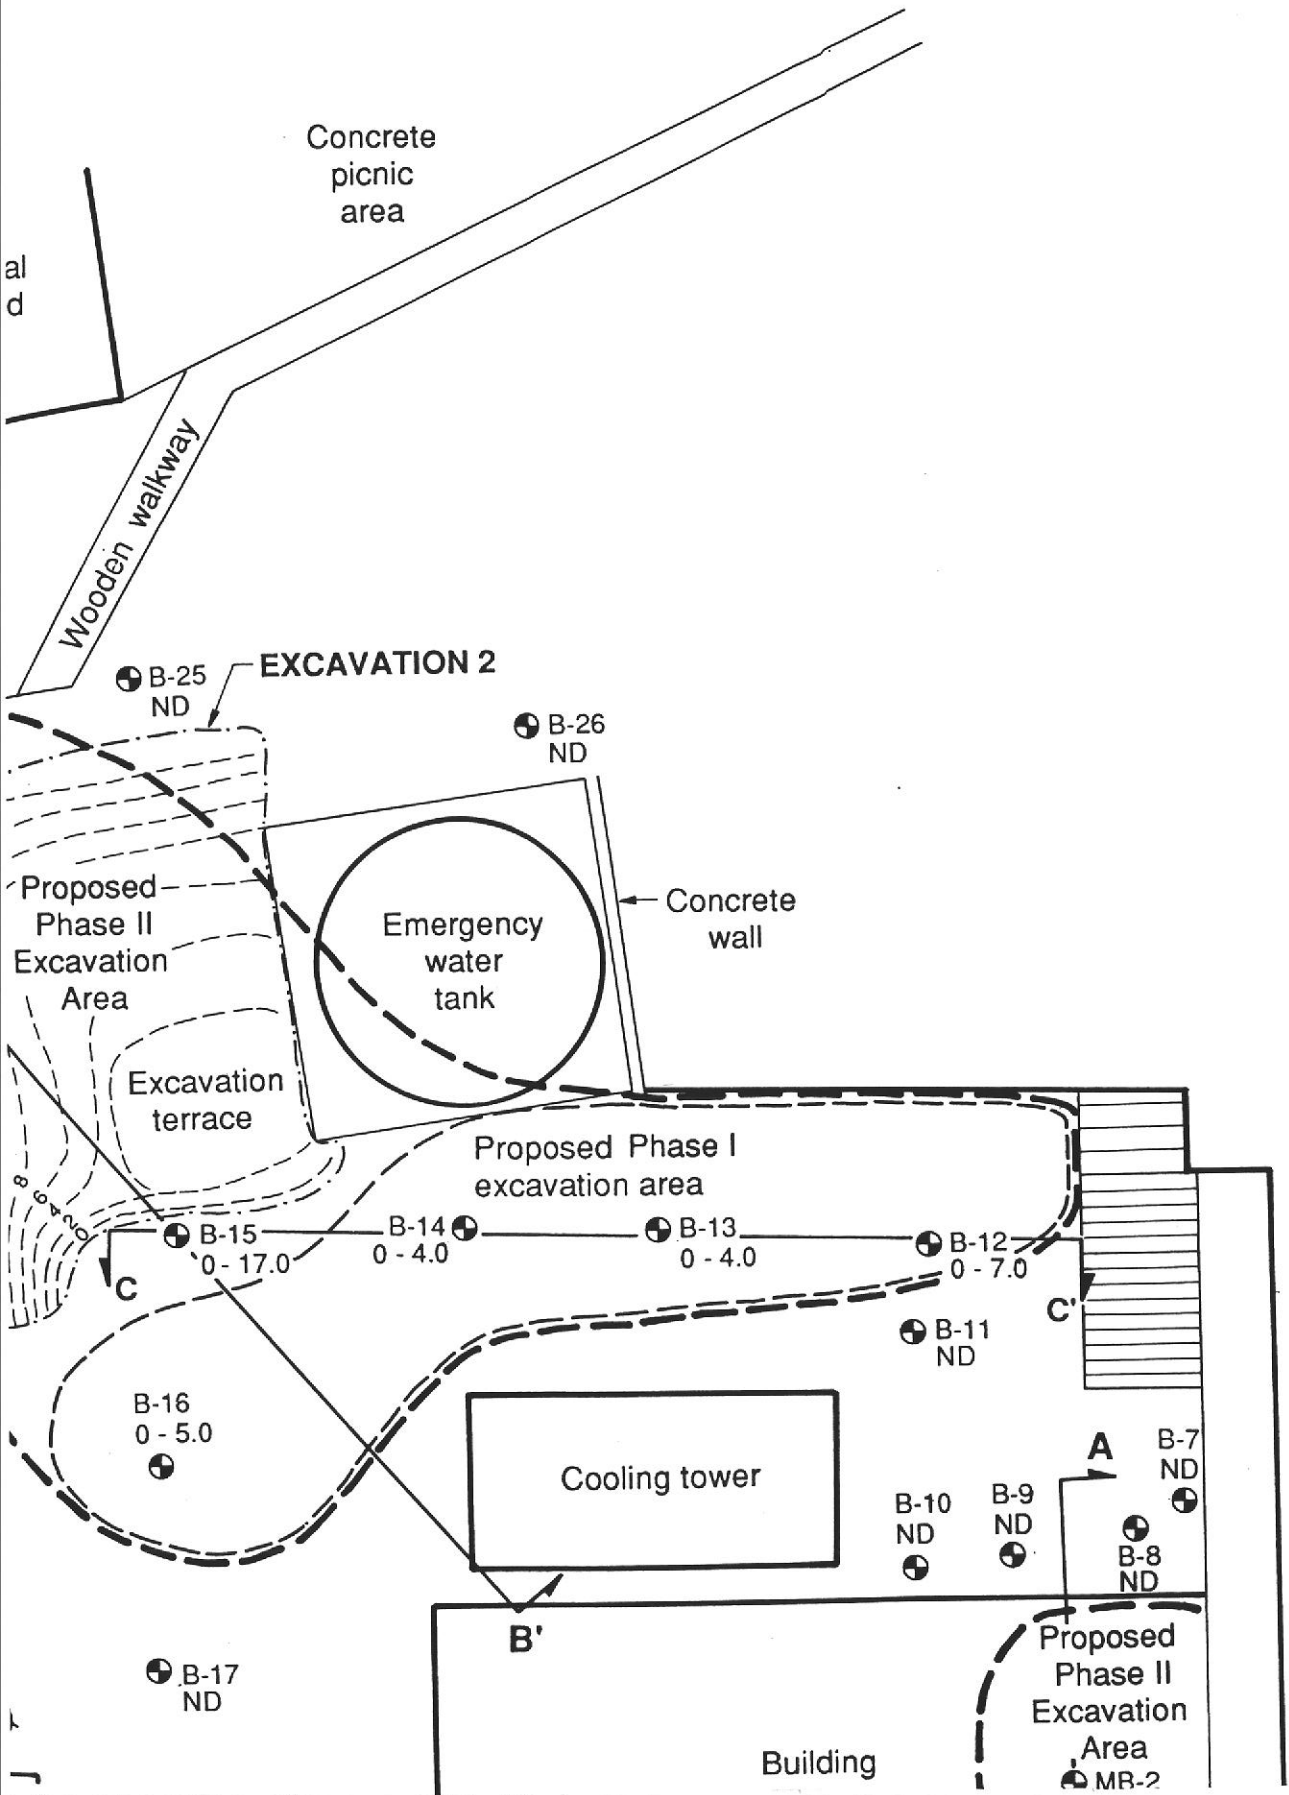 Concrete
picnic
area
al
d
Wooden walkway
B-25
ND
EXCAVATION 2
B-26
ND
Proposed
Phase II
Excavation
Area
Emergency
water
tank
Concrete
wall
Excavation
terrace
Proposed Phase I
excavation area
8
6
4
2
0
B-15
0 - 17.0
B-14
0 - 4.0
B-13
0 - 4.0
B-12
0 - 7.0
C
C'
B-11
ND
B-16
0 - 5.0
Cooling tower
A
B-7
ND
B-10
ND
B-9
ND
B-8
ND
B'
B-17
ND
Proposed
Phase II
Excavation
Area
Building
MB-2